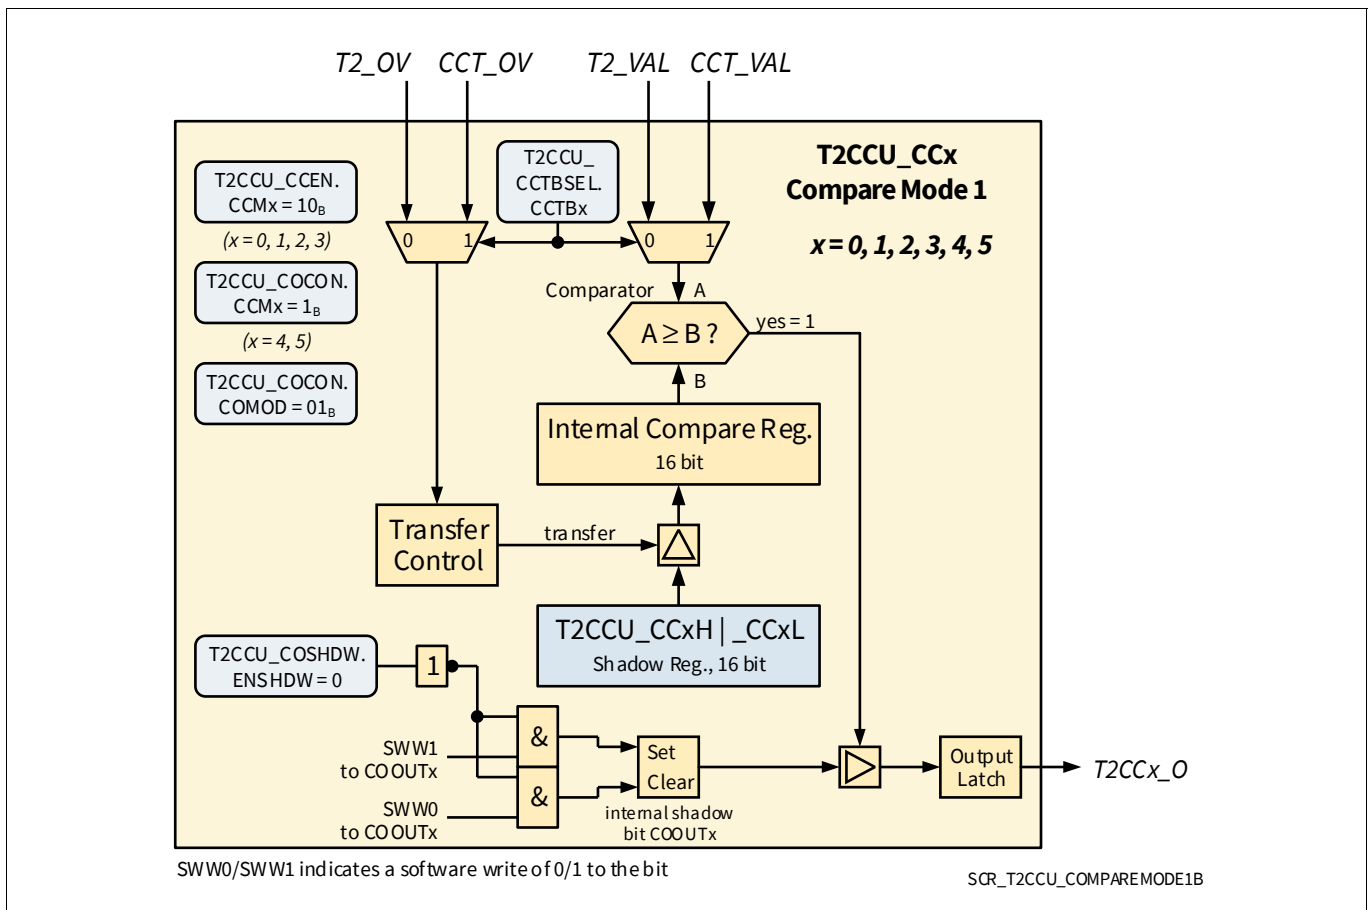 T2_OV CCT_OV T2_VAL CCT_VAL
T2CCU_CCx
Compare Mode 1
x = 0, 1, 2, 3, 4, 5
T2CCU_CCEN.
CCMx = 10B
(x = 0, 1, 2, 3)
T2CCU_COCON.
CCMx = 1B
(x = 4, 5)
T2CCU_COCON.
COMOD = 01B
T2CCU_
CCTBSEL.
CCTBx
0 1
0 1
Comparator A
A ≥ B ?
yes = 1
B
Internal Compare Reg.
16 bit
Transfer
Control
transfer
T2CCU_CCxH | _CCxL
Shadow Reg., 16 bit
T2CCU_COSHDW.
ENSHDW = 0
1
&
SWW1
to COOUTx
&
SWW0
to COOUTx
Set
Clear
internal shadow
bit COOUTx
Output
Latch
T2CCx_O
SWW0/SWW1 indicates a software write of 0/1 to the bit
SCR_T2CCU_COMPAREMODE1B